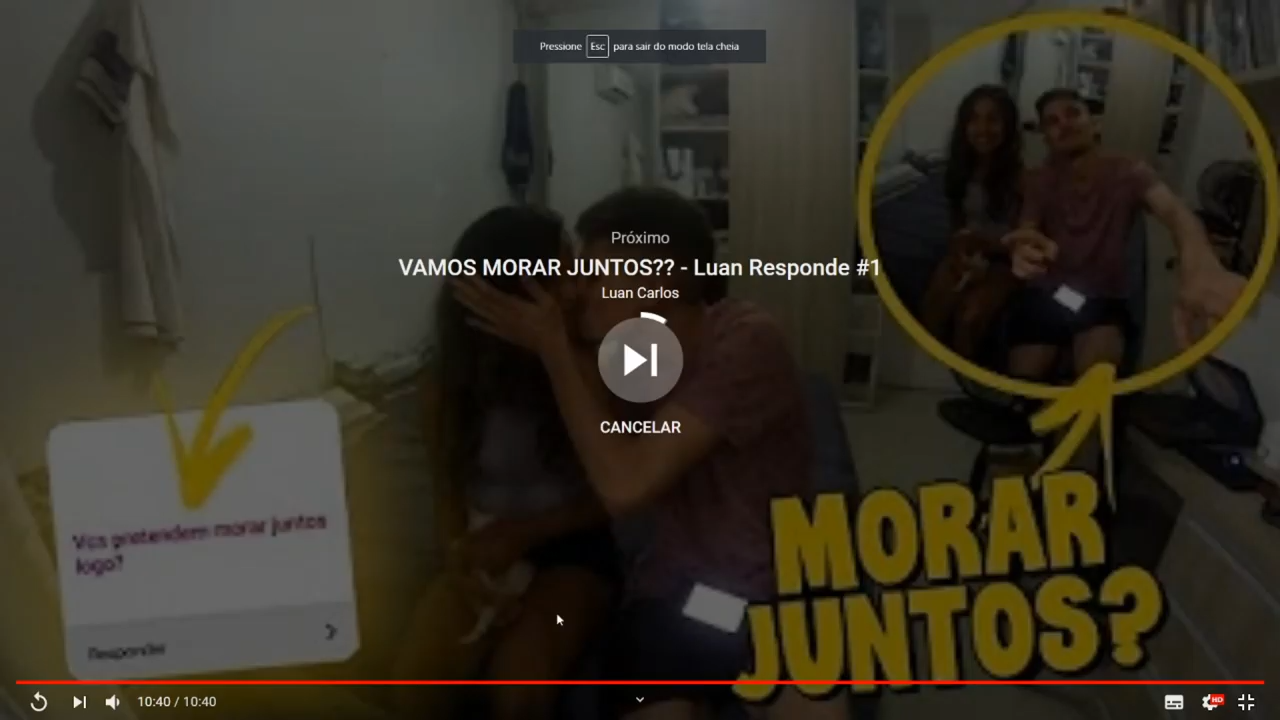 Pressione Esc para sair do modo tela cheia
Próximo
VAMOS MORAR JUNTOS?? - Luan Responde #1
Luan Carlos
CANCELAR
Vcs pretendem morar juntos
logo?
Responder
MORAR
JUNTOS?
10:40 / 10:40
HD